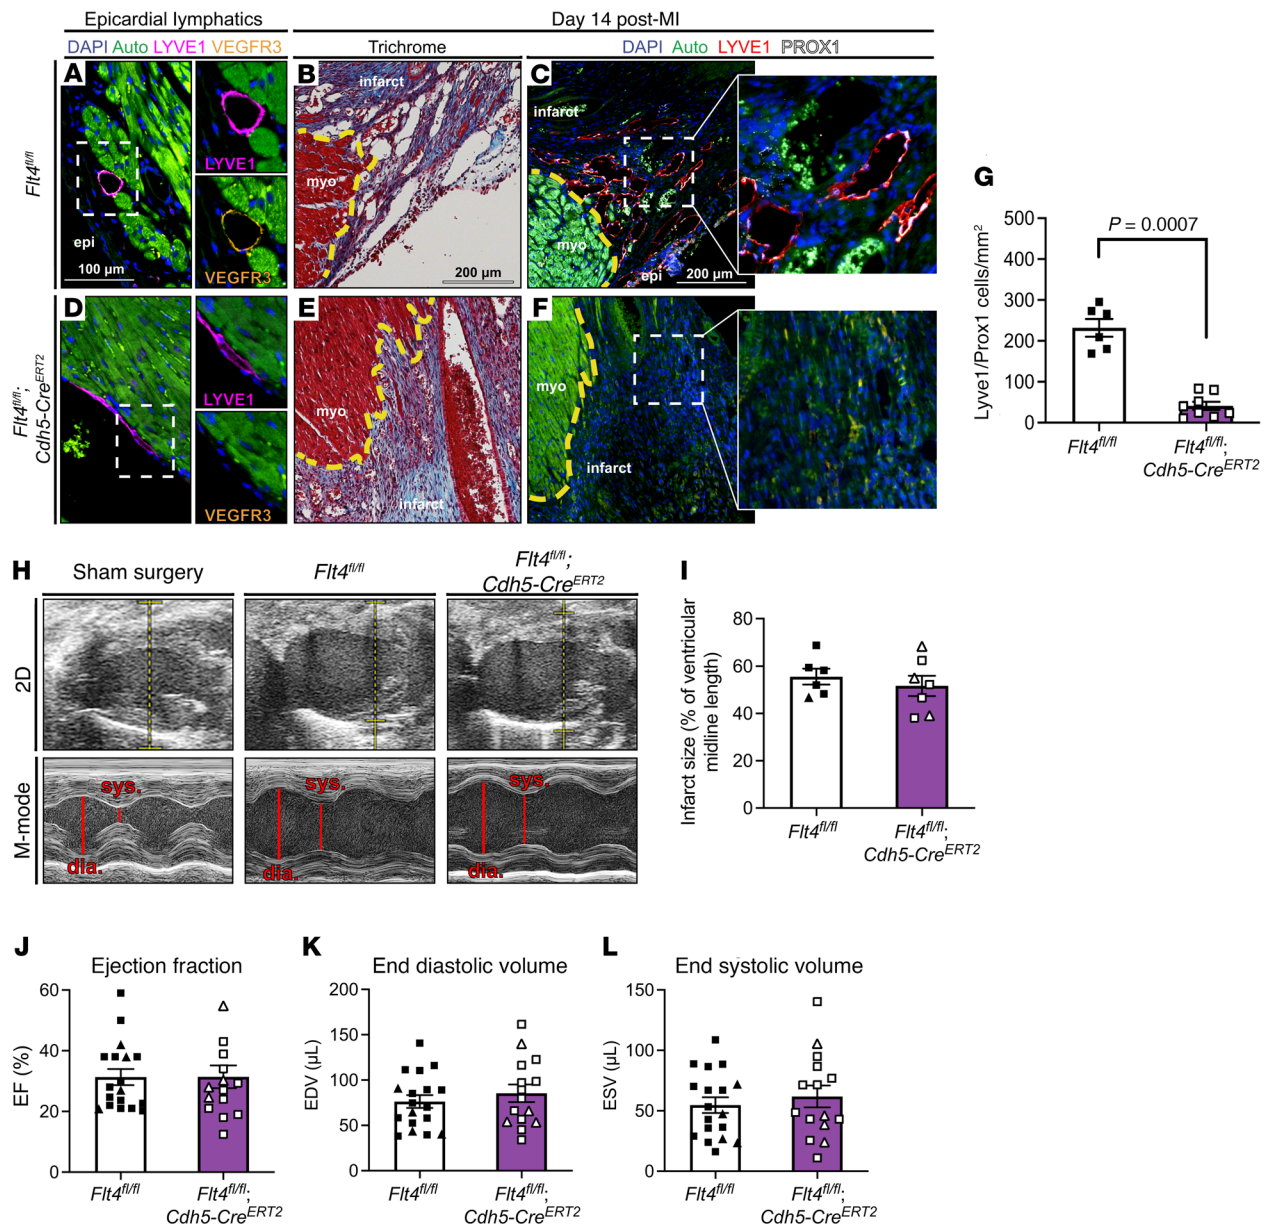 Epicardial lymphatics
Day 14 post-MI
DAPI Auto LYVE1 VEGFR3
Trichrome
DAPI Auto LYVE1 PROX1
Flt4fl/fl
A
LYVE1
VEGFR3
epi
100 µm
B
infarct
myo
200 µm
C
infarct
myo
epi
200 µm
Flt4fl/fl;
Cdh5-CreERT2
D
LYVE1
VEGFR3
E
myo
infarct
F
myo
infarct
G
Lyve1/Prox1 cells/mm2
500
400
300
200
100
0
P = 0.0007
Flt4fl/fl
Flt4fl/fl;
Cdh5-CreERT2
H
Sham surgery
Flt4fl/fl
Flt4fl/fl;
Cdh5-CreERT2
2D
M-mode
sys.
dia.
sys.
dia.
sys.
dia.
I
Infarct size (% of ventricular
midline length)
80
60
40
20
0
Flt4fl/fl
Flt4fl/fl;
Cdh5-CreERT2
J
Ejection fraction
EF (%)
60
40
20
0
Flt4fl/fl
Flt4fl/fl;
Cdh5-CreERT2
K
End diastolic volume
EDV (µL)
200
150
100
50
0
Flt4fl/fl
Flt4fl/fl;
Cdh5-CreERT2
L
End systolic volume
ESV (µL)
150
100
50
0
Flt4fl/fl
Flt4fl/fl;
Cdh5-CreERT2